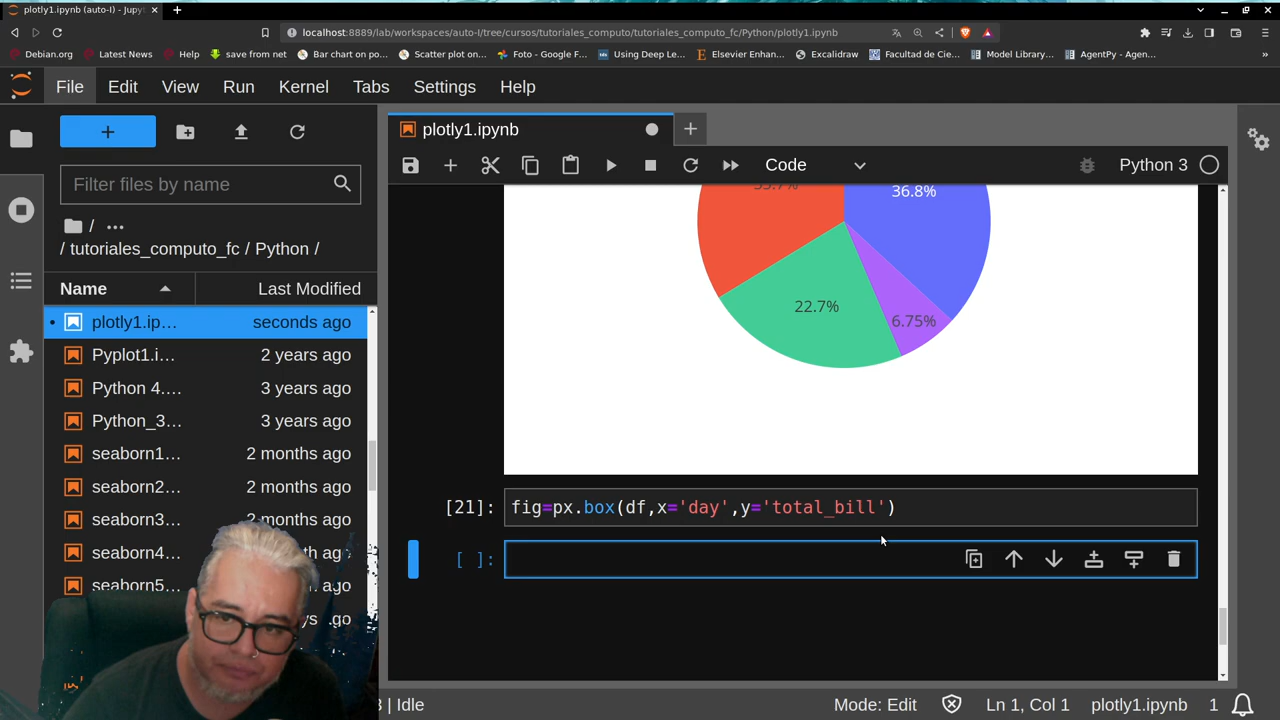 plotly1.ipynb (auto-I) - Jupyt
localhost:8889/lab/workspaces/auto-I/tree/cursos/tutoriales_computo/tutoriales_computo_fc/Python/plotly1.ipynb
Debian.org Latest News Help save from net Bar chart on po... Scatter plot on... Foto - Google F... Using Deep Le... Elsevier Enhan... Excalidraw Facultad de Cie... Model Library... AgentPy - Agen... »
File Edit View Run Kernel Tabs Settings Help
plotly1.ipynb
Code Python 3
Filter files by name
/ ...
/ tutoriales_computo_fc / Python /
Name Last Modified
plotly1.ip... seconds ago
Pyplot1.i... 2 years ago
Python 4.... 3 years ago
Python_3... 3 years ago
seaborn1... 2 months ago
seaborn2... 2 months ago
seaborn3... months ago
seaborn4... ago
seaborn5... ago
ago
36.8%
22.7%
6.75%
[21]: fig=px.box(df,x='day',y='total_bill')
[ ]:
| Idle Mode: Edit Ln 1, Col 1 plotly1.ipynb 1